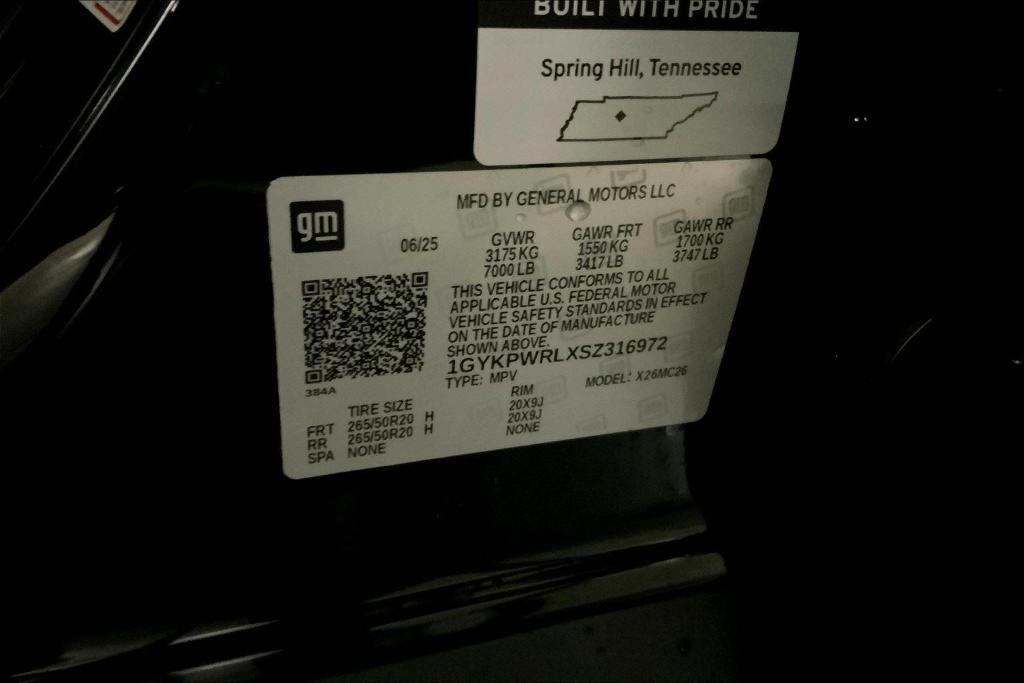 BUILT WITH PRIDE
Spring Hill, Tennessee
gm
MFD BY GENERAL MOTORS LLC
06/25
GVWR
3175 KG
7000 LB
GAWR FRT
1550 KG
3417 LB
GAWR RR
1700 KG
3747 LB
THIS VEHICLE CONFORMS TO ALL
APPLICABLE U.S. FEDERAL MOTOR
VEHICLE SAFETY STANDARDS IN EFFECT
ON THE DATE OF MANUFACTURE
SHOWN ABOVE.
1GYKPWRLXSZ316972
TYPE: MPV MODEL: X26MC26
384A
TIRE SIZE RIM
FRT 265/50R20 H 20X9J
RR 265/50R20 H 20X9J
SPA NONE NONE